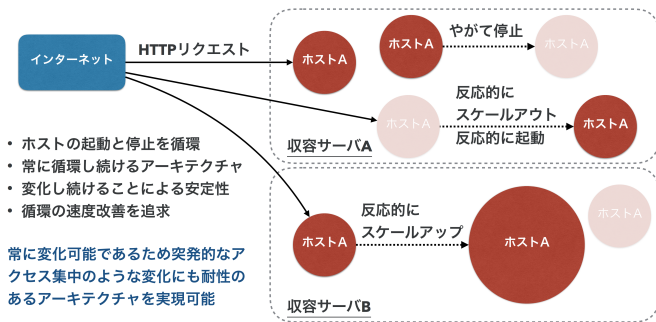 インターネット
HTTPリクエスト
ホストA
ホストA
やがて停止
ホストA
ホストA
反応的に
スケールアウト
反応的に起動
ホストA
収容サーバA
• ホストの起動と停止を循環
• 常に循環し続けるアーキテクチャ
• 変化し続けることによる安定性
• 循環の速度改善を追求
常に変化可能であるため突発的なア
クセス集中のような変化にも耐性の
あるアーキテクチャを実現可能
ホストA
反応的に
スケールアップ
ホストA
ホストA
収容サーバB